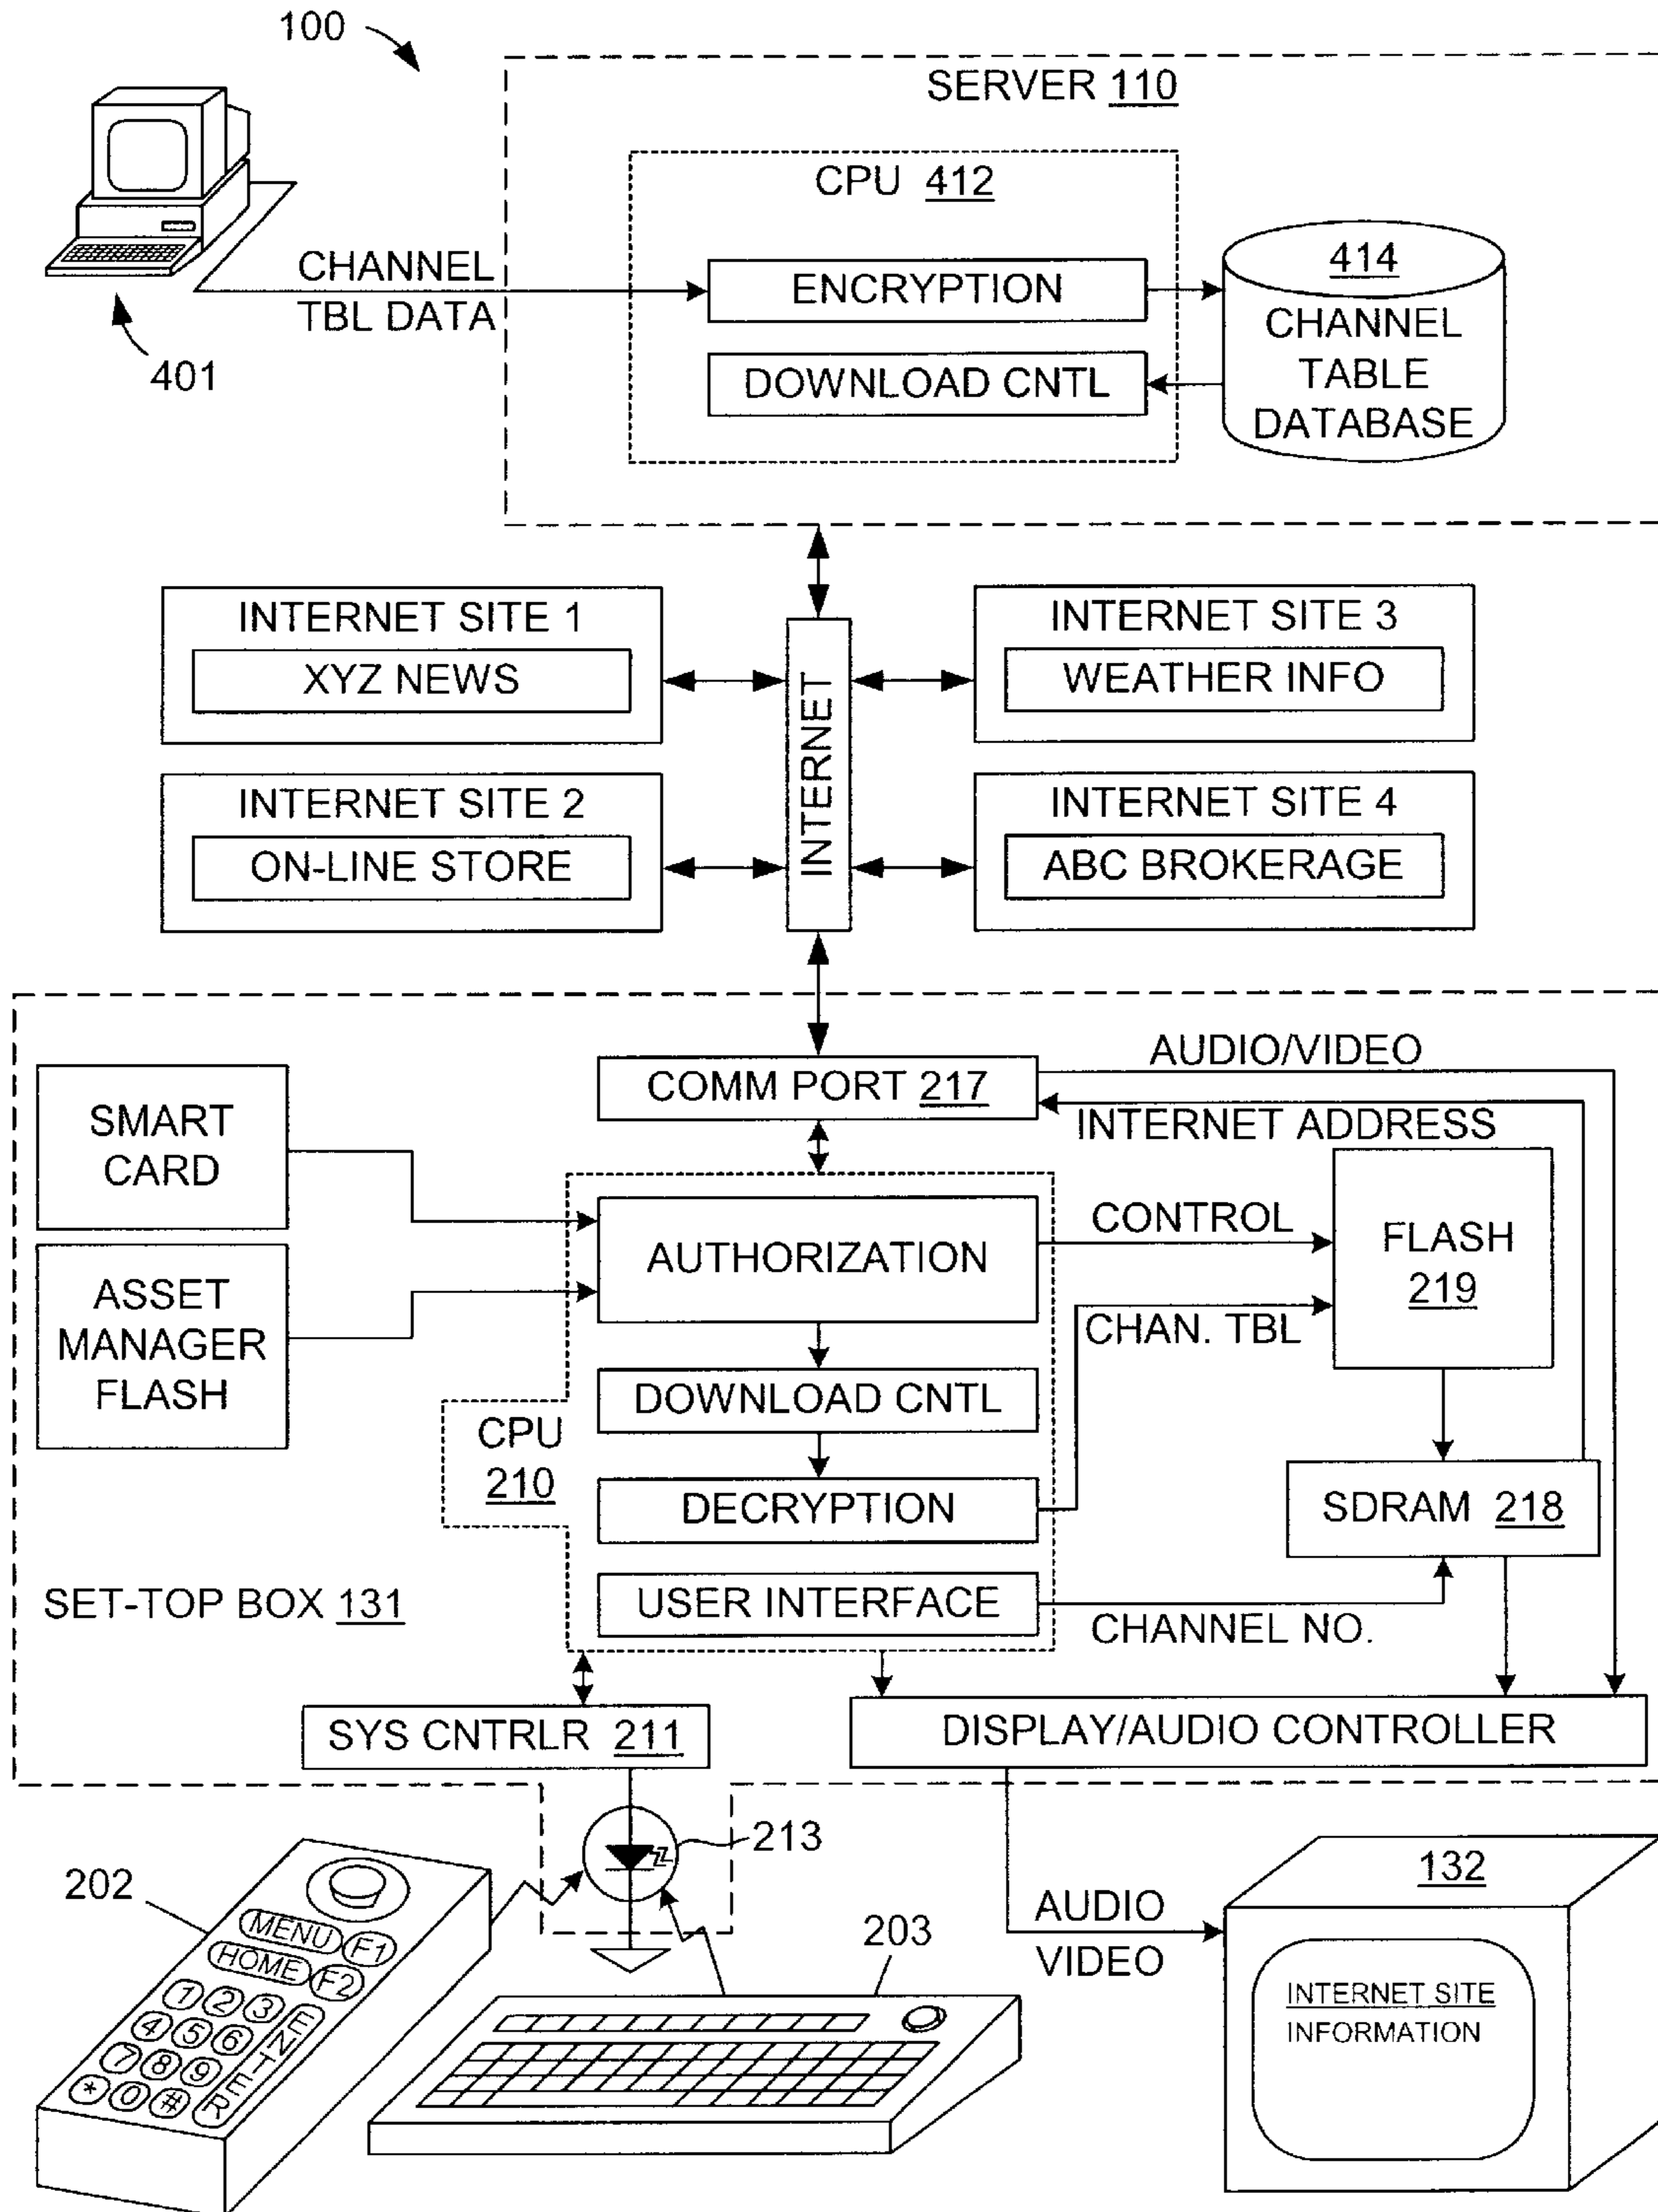 100
SERVER 110
CPU 412
414
CHANNEL
TABLE
DATABASE
ENCRYPTION
DOWNLOAD CNTL
CHANNEL
TBL DATA
401
INTERNET SITE 1
XYZ NEWS
INTERNET SITE 3
WEATHER INFO
INTERNET
INTERNET SITE 2
ON-LINE STORE
INTERNET SITE 4
ABC BROKERAGE
AUDIO/VIDEO
COMM PORT 217
INTERNET ADDRESS
SMART
CARD
AUTHORIZATION
CONTROL
FLASH
219
ASSET
MANAGER
FLASH
CHAN. TBL
DOWNLOAD CNTL
CPU
210
DECRYPTION
SDRAM 218
SET-TOP BOX 131
USER INTERFACE
CHANNEL NO.
SYS CNTRLR 211
DISPLAY/AUDIO CONTROLLER
213
202
MENU F1
HOME F2
1 2 3
4 5 6
7 8 9
* 0 #
ENTER
203
AUDIO
VIDEO
132
INTERNET SITE
INFORMATION